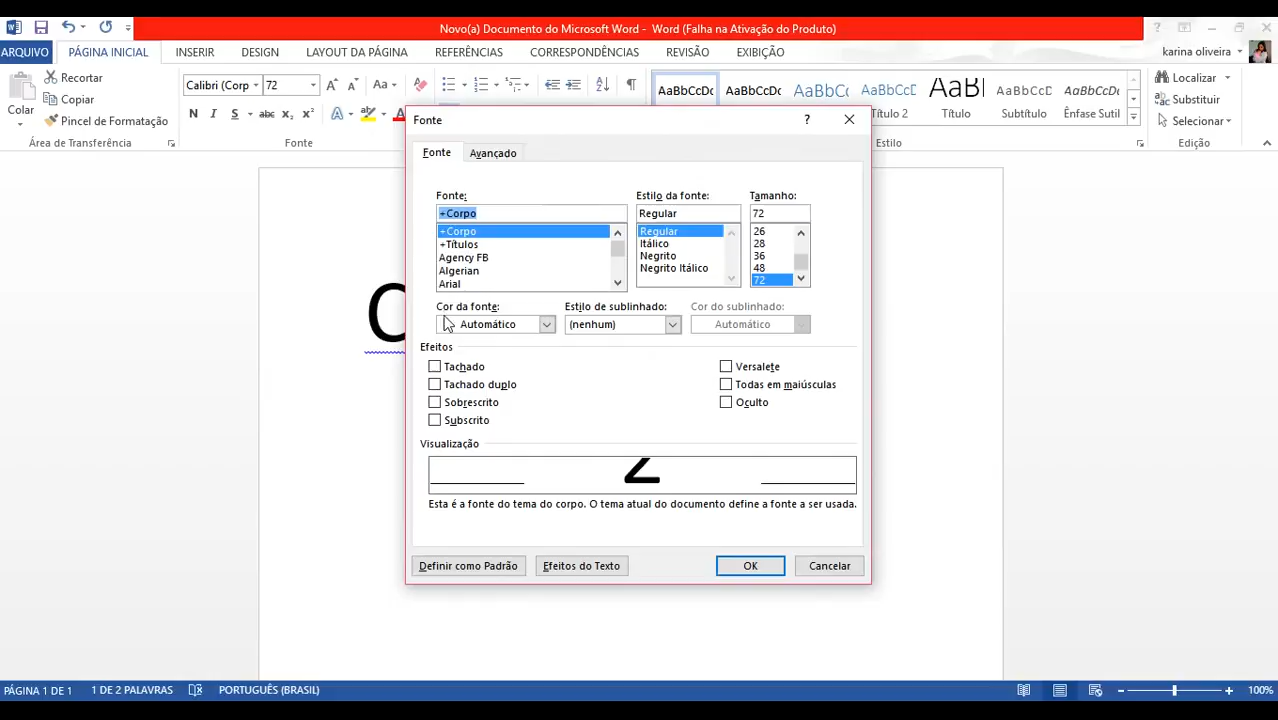 Novo(a) Documento do Microsoft Word - Word (Falha na Ativação do Produto)
ARQUIVO PÁGINA INICIAL INSERIR DESIGN LAYOUT DA PÁGINA REFERÊNCIAS CORRESPONDÊNCIAS REVISÃO EXIBIÇÃO karina oliveira
Colar
Recortar
Copiar
Pincel de Formatação
Área de Transferência
Calibri (Corp 72 Aa
N I S abc x₂ x² A
Fonte
AaBbCcDc AaBbCcDc AaBbCc AaBbCcD AaBl AaBbCcD AaBbCcDc
Título 2 Título Subtítulo Ênfase Sutil
Estilo
Localizar
Substituir
Selecionar
Edição
Fonte
Fonte Avançado
Fonte: Estilo da fonte: Tamanho:
+Corpo Regular 72
+Corpo Regular 26
+Títulos Itálico 28
Agency FB Negrito 36
Algerian Negrito Itálico 48
Arial 72
Cor da fonte: Estilo de sublinhado: Cor do sublinhado:
Automático (nenhum) Automático
Efeitos
Tachado Versalete
Tachado duplo Todas em maiúsculas
Sobrescrito Oculto
Subscrito
Visualização
Esta é a fonte do tema do corpo. O tema atual do documento define a fonte a ser usada.
Definir como Padrão Efeitos do Texto OK Cancelar
PÁGINA 1 DE 1 1 DE 2 PALAVRAS PORTUGUÊS (BRASIL) 100%